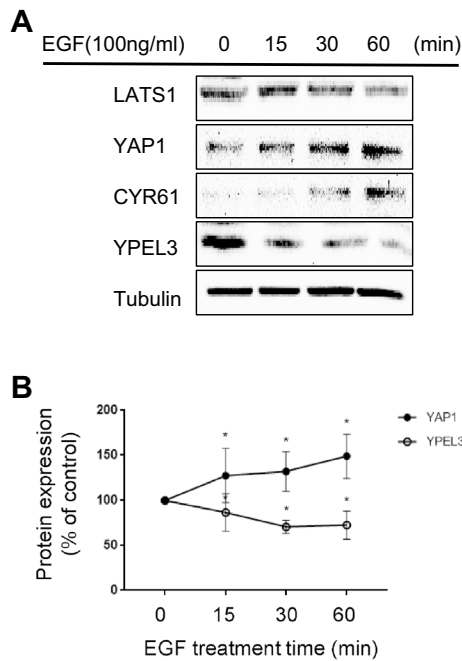 A
EGF(100ng/ml) 0 15 30 60 (min)
LATS1
YAP1
CYR61
YPEL3
Tubulin
B
Protein expression
(% of control)
200
150
100
50
0
* * *
* * *
YAP1
YPEL3
0 15 30 60
EGF treatment time (min)